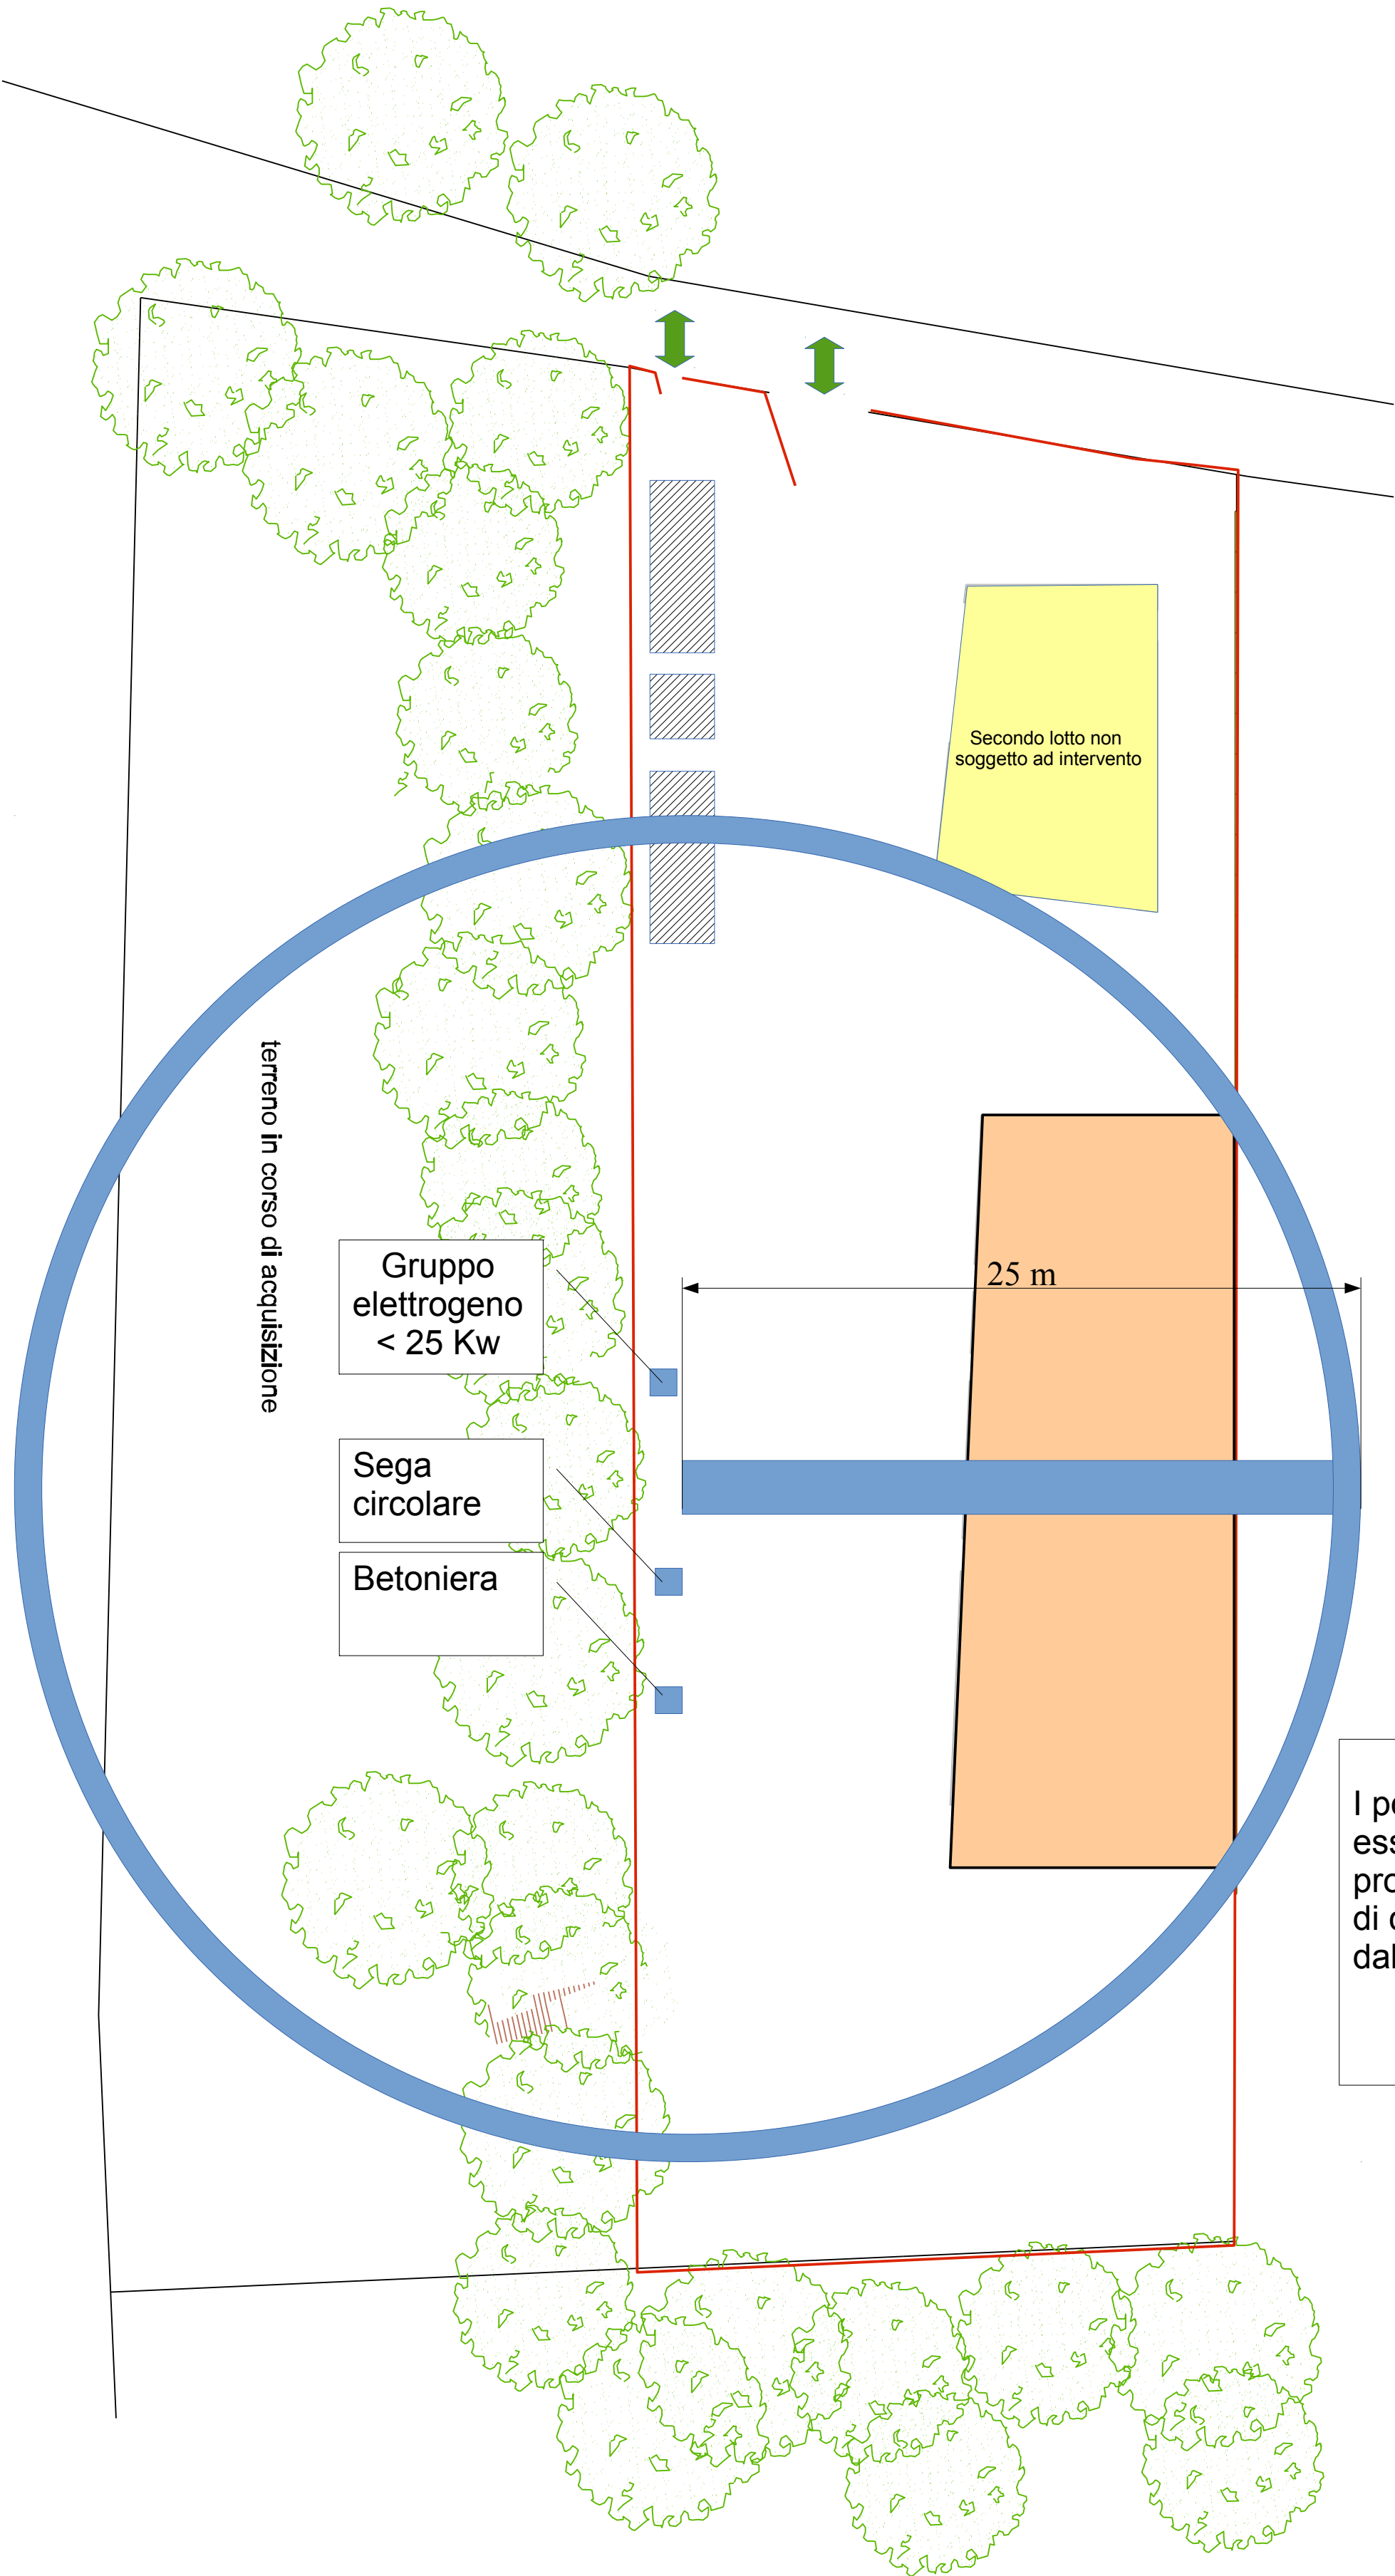 Secondo lotto non
soggetto ad intervento
terreno in corso di acquisizione
Gruppo
elettrogeno
< 25 Kw
25 m
Sega
circolare
Betoniera
I
di